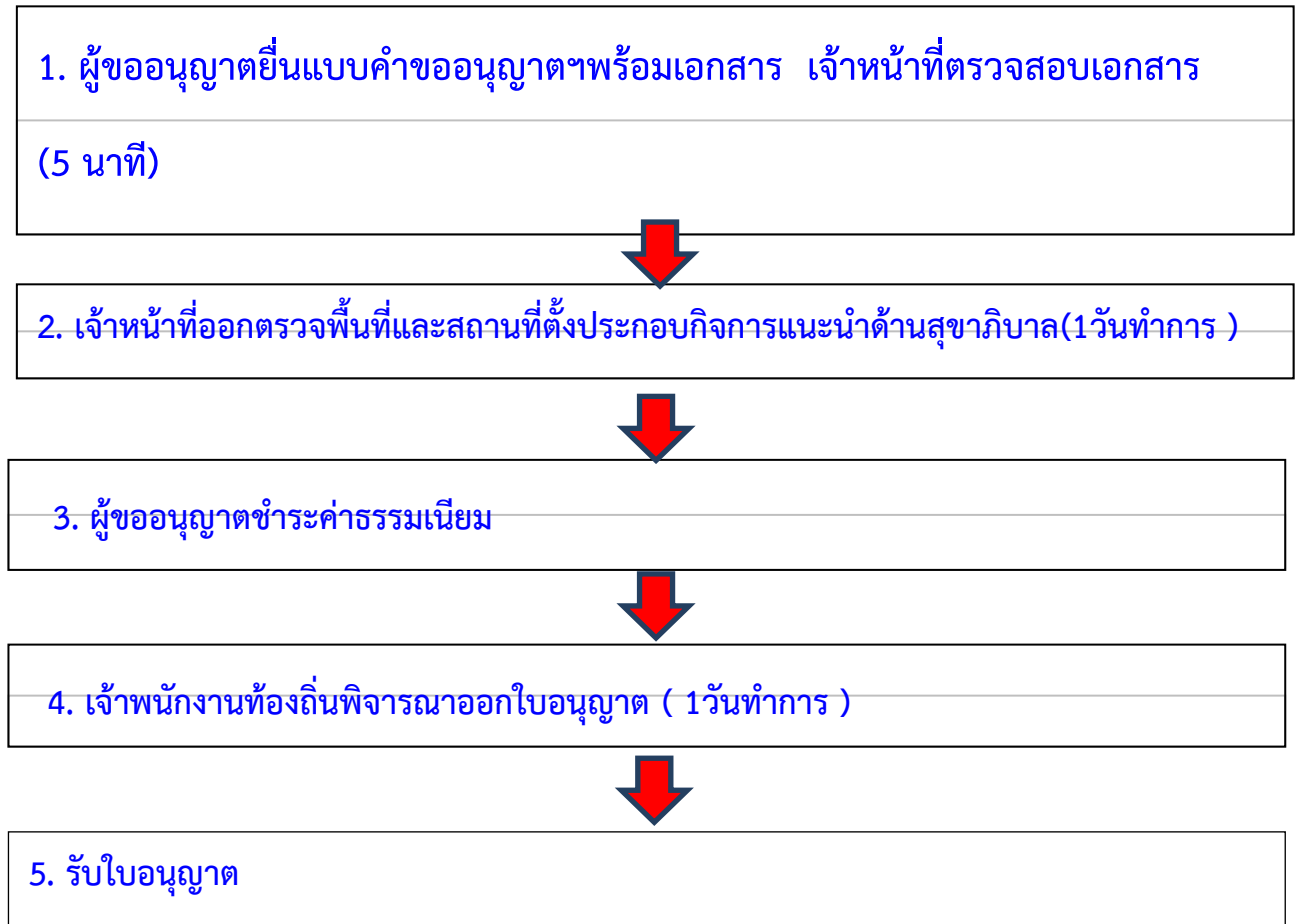 1. ผู้ขออนุญาตยื่นแบบคำขออนุญาตฯพร้อมเอกสาร เจ้าหน้าที่ตรวจสอบเอกสาร
(5 นาที)
2. เจ้าหน้าที่ออกตรวจพื้นที่และสถานที่ตั้งประกอบกิจการแนะนำด้านสุขาภิบาล(1วันทำการ )
3. ผู้ขออนุญาตชำระค่าธรรมเนียม
4. เจ้าพนักงานท้องถิ่นพิจารณาออกใบอนุญาต ( 1วันทำการ )
5. รับใบอนุญาต